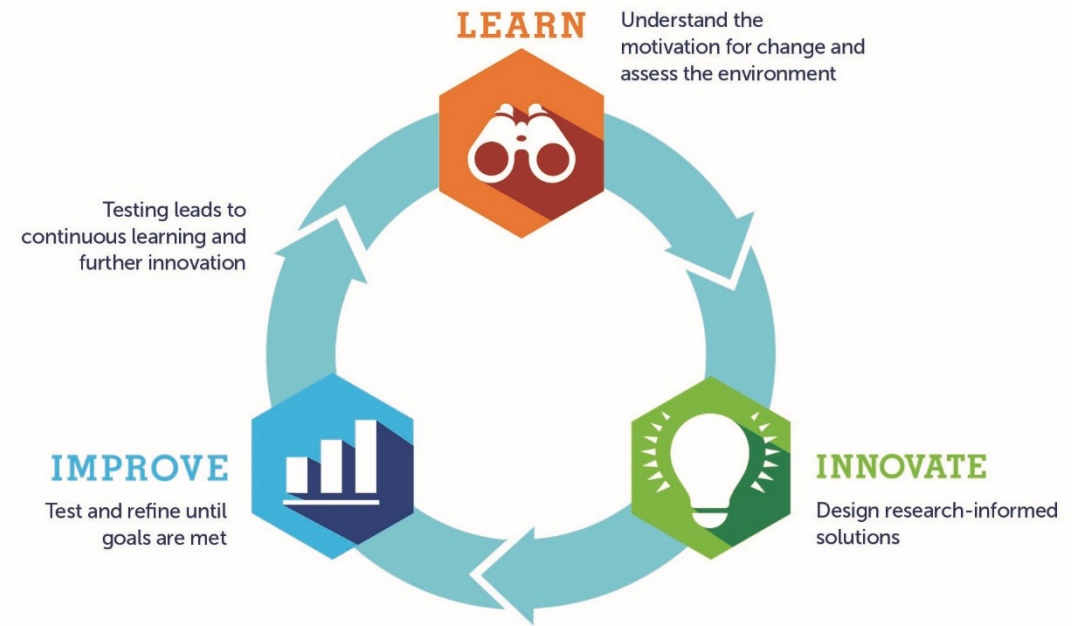 LEARN
Understand the
motivation for change and
assess the environment
Testing leads to
continuous learning and
further innovation
IMPROVE
Test and refine until
goals are met
INNOVATE
Design research-informed
solutions